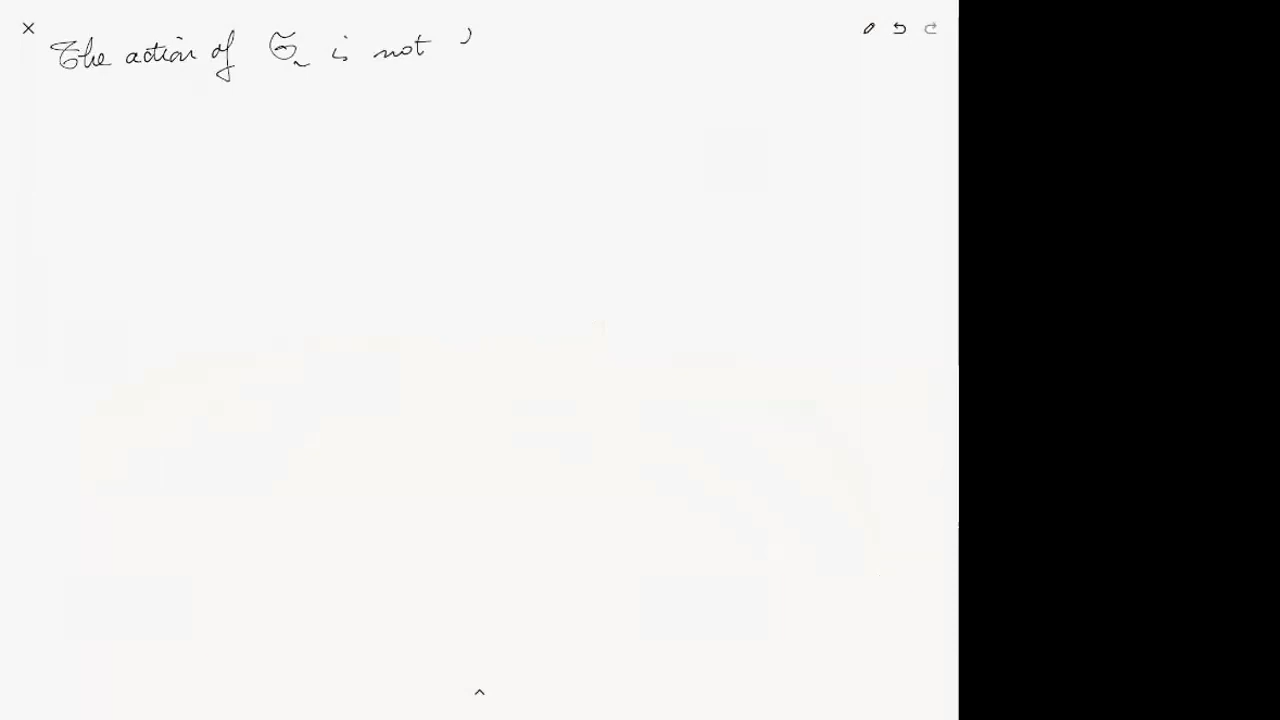 The action of 𝔖ₙ is not